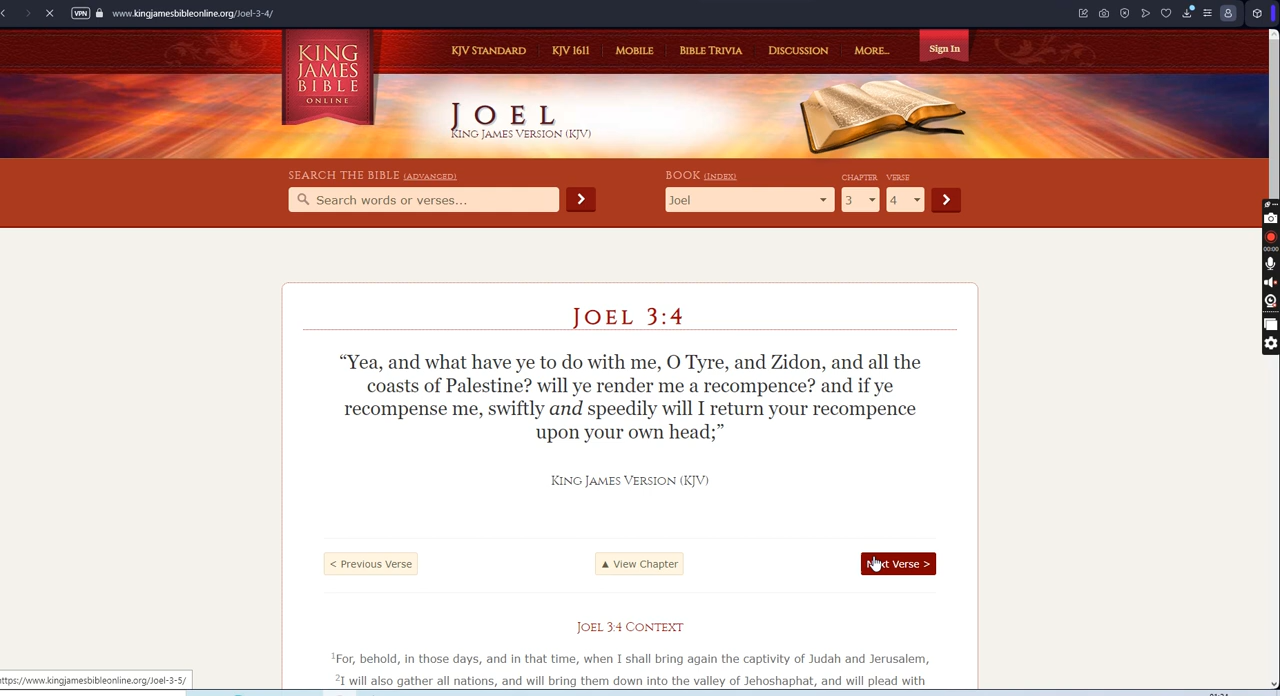 VPN www.kingjamesbibleonline.org/Joel-3-4/
KING
JAMES
BIBLE
ONLINE
KJV STANDARD KJV 1611 MOBILE BIBLE TRIVIA DISCUSSION MORE... Sign In
JOEL
KING JAMES VERSION (KJV)
SEARCH THE BIBLE (ADVANCED) BOOK (INDEX) CHAPTER VERSE
Search words or verses... > Joel 3 4 >
00:00
JOEL 3:4
“Yea, and what have ye to do with me, O Tyre, and Zidon, and all the
coasts of Palestine? will ye render me a recompence? and if ye
recompense me, swiftly and speedily will I return your recompence
upon your own head;”
KING JAMES VERSION (KJV)
< Previous Verse ▲ View Chapter Next Verse >
JOEL 3:4 CONTEXT
1For, behold, in those days, and in that time, when I shall bring again the captivity of Judah and Jerusalem,
2I will also gather all nations, and will bring them down into the valley of Jehoshaphat, and will plead with
ttps://www.kingjamesbibleonline.org/Joel-3-5/